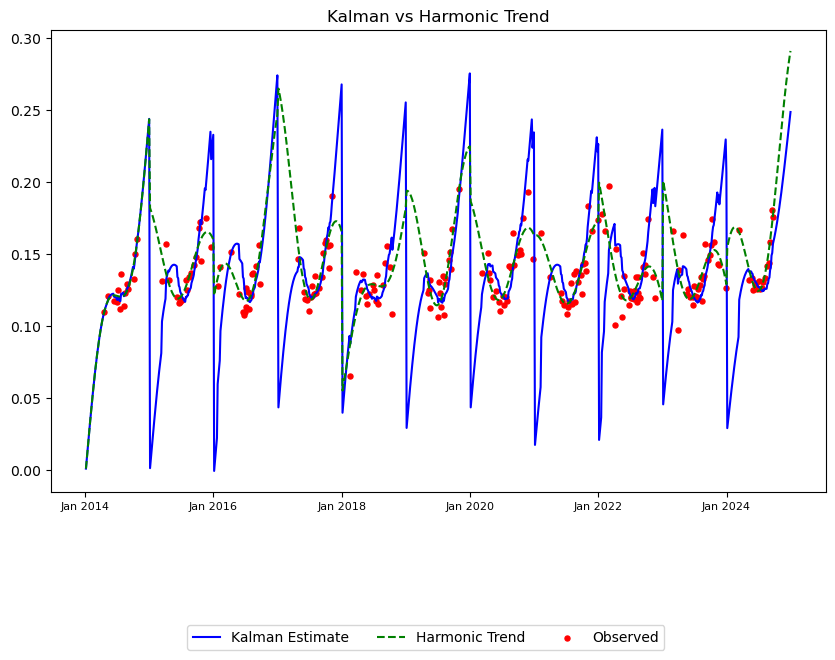 Kalman vs Harmonic Trend
0.30
0.25
0.20
0.15
0.10
0.05
0.00
Jan 2014 Jan 2016 Jan 2018 Jan 2020 Jan 2022 Jan 2024
Kalman Estimate Harmonic Trend Observed